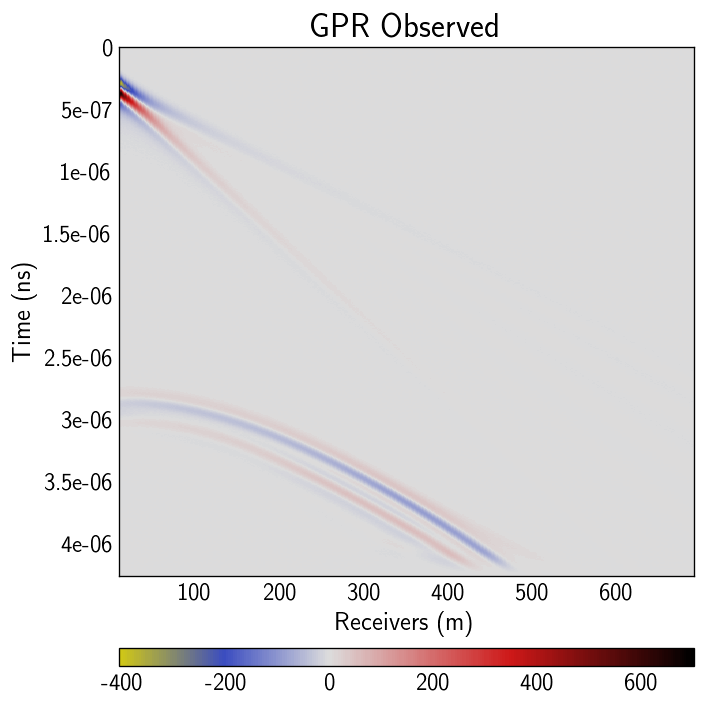 GPR Observed
0
5e-07
1e-06
1.5e-06
2e-06
2.5e-06
3e-06
3.5e-06
4e-06
Time (ns)
100 200 300 400 500 600
Receivers (m)
-400 -200 0 200 400 600